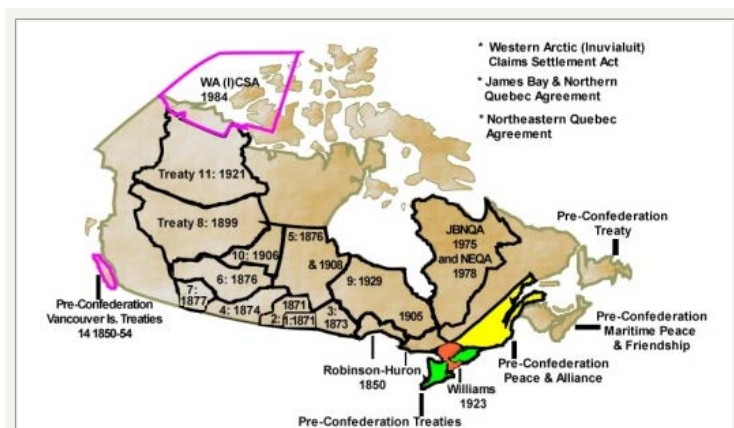 * Western Arctic (Inuvialuit)
Claims Settlement Act
* James Bay & Northern
Quebec Agreement
* Northeastern Quebec
Agreement
WA (I)CSA
1984
Treaty 11: 1921
Treaty 8: 1899
10: 1906
5: 1876
& 1908
6: 1876
7:
1877
4: 1874
1871
2:
1:1871
3:
1873
9: 1929
1905
JBNQA
1975
and NEQA
1978
Pre-Confederation
Treaty
Pre-Confederation
Vancouver Is. Treaties
14 1850-54
Pre-Confederation
Maritime Peace
& Friendship
Robinson-Huron
1850
Williams
1923
Pre-Confederation
Peace & Alliance
Pre-Confederation Treaties